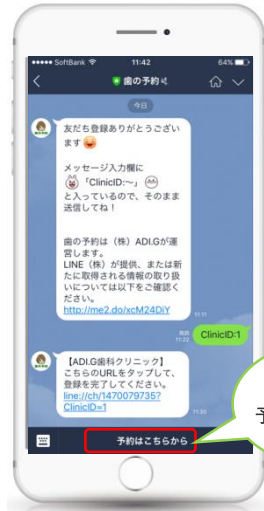 SoftBank 11:42 64%
歯の予約
今日
友だち登録ありがとうござい
ます
メッセージ入力欄に
「ClinicID:～」
と入っているので、そのまま
送信してね！
歯の予約は（株）ADI.Gが運
営します。
LINE（株）が提供、または新
たに取得される情報の取り扱
いについては以下をご確認く
ださい。
http://me2.do/xcM24DiY
11:11
既読
11:22
ClinicID:1
【ADI.G歯科クリニック】
こちらのURLをタップして、
登録を完了してください。
line://ch/1470079735?
ClinicID=1
予約はこちらから
予